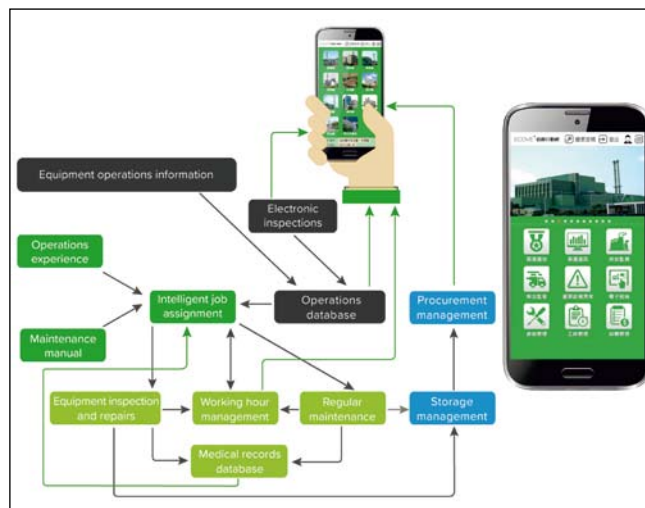 ECOVE
Equipment operations information
Electronic
inspections
Operations
experience
Intelligent job
assignment
Operations
database
Procurement
management
Maintenance
manual
Equipment inspection
and repairs
Working hour
management
Regular
maintenance
Storage
management
Medical records
database